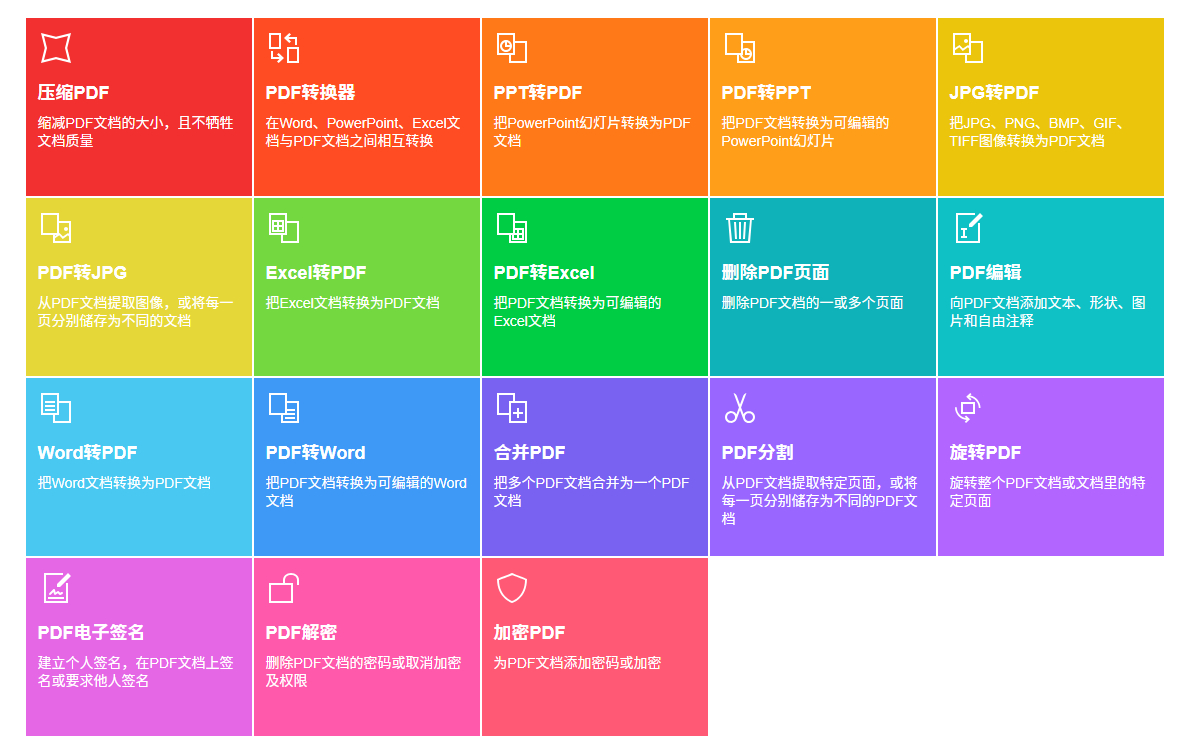 压缩PDF
缩减PDF文档的大小，且不牺牲
文档质量
PDF转换器
在Word、PowerPoint、Excel文
档与PDF文档之间相互转换
PPT转PDF
把PowerPoint幻灯片转换为PDF
文档
PDF转PPT
把PDF文档转换为可编辑的
PowerPoint幻灯片
JPG转PDF
把JPG、PNG、BMP、GIF、
TIFF图像转换为PDF文档
PDF转JPG
从PDF文档提取图像，或将每一
页分别储存为不同的文档
Excel转PDF
把Excel文档转换为PDF文档
PDF转Excel
把PDF文档转换为可编辑的
Excel文档
删除PDF页面
删除PDF文档的一或多个页面
PDF编辑
向PDF文档添加文本、形状、图
片和自由注释
Word转PDF
把Word文档转换为PDF文档
PDF转Word
把PDF文档转换为可编辑的Word
文档
合并PDF
把多个PDF文档合并为一个PDF
文档
PDF分割
从PDF文档提取特定页面，或将
每一页分别储存为不同的PDF文
档
旋转PDF
旋转整个PDF文档或文档里的特
定页面
PDF电子签名
建立个人签名，在PDF文档上签
名或要求他人签名
PDF解密
删除PDF文档的密码或取消加密
及权限
加密PDF
为PDF文档添加密码或加密